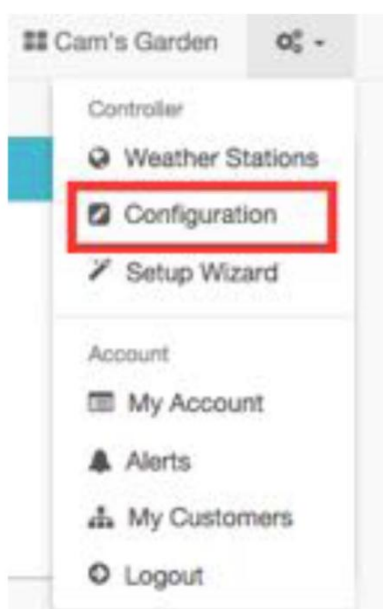 Cam's Garden
Controller
Weather Stations
Configuration
Setup Wizard
Account
My Account
Alerts
My Customers
Logout